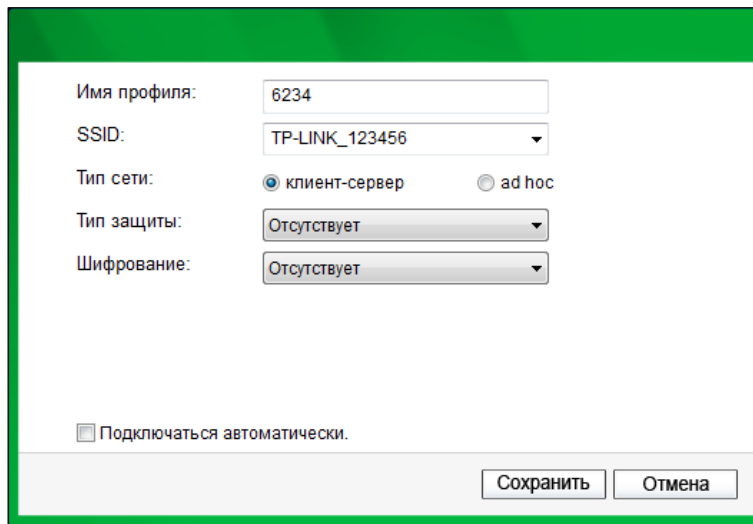 Имя профиля: 6234
SSID: TP-LINK_123456
Тип сети: клиент-сервер ad hoc
Тип защиты: Отсутствует
Шифрование: Отсутствует
Подключаться автоматически.
Сохранить Отмена